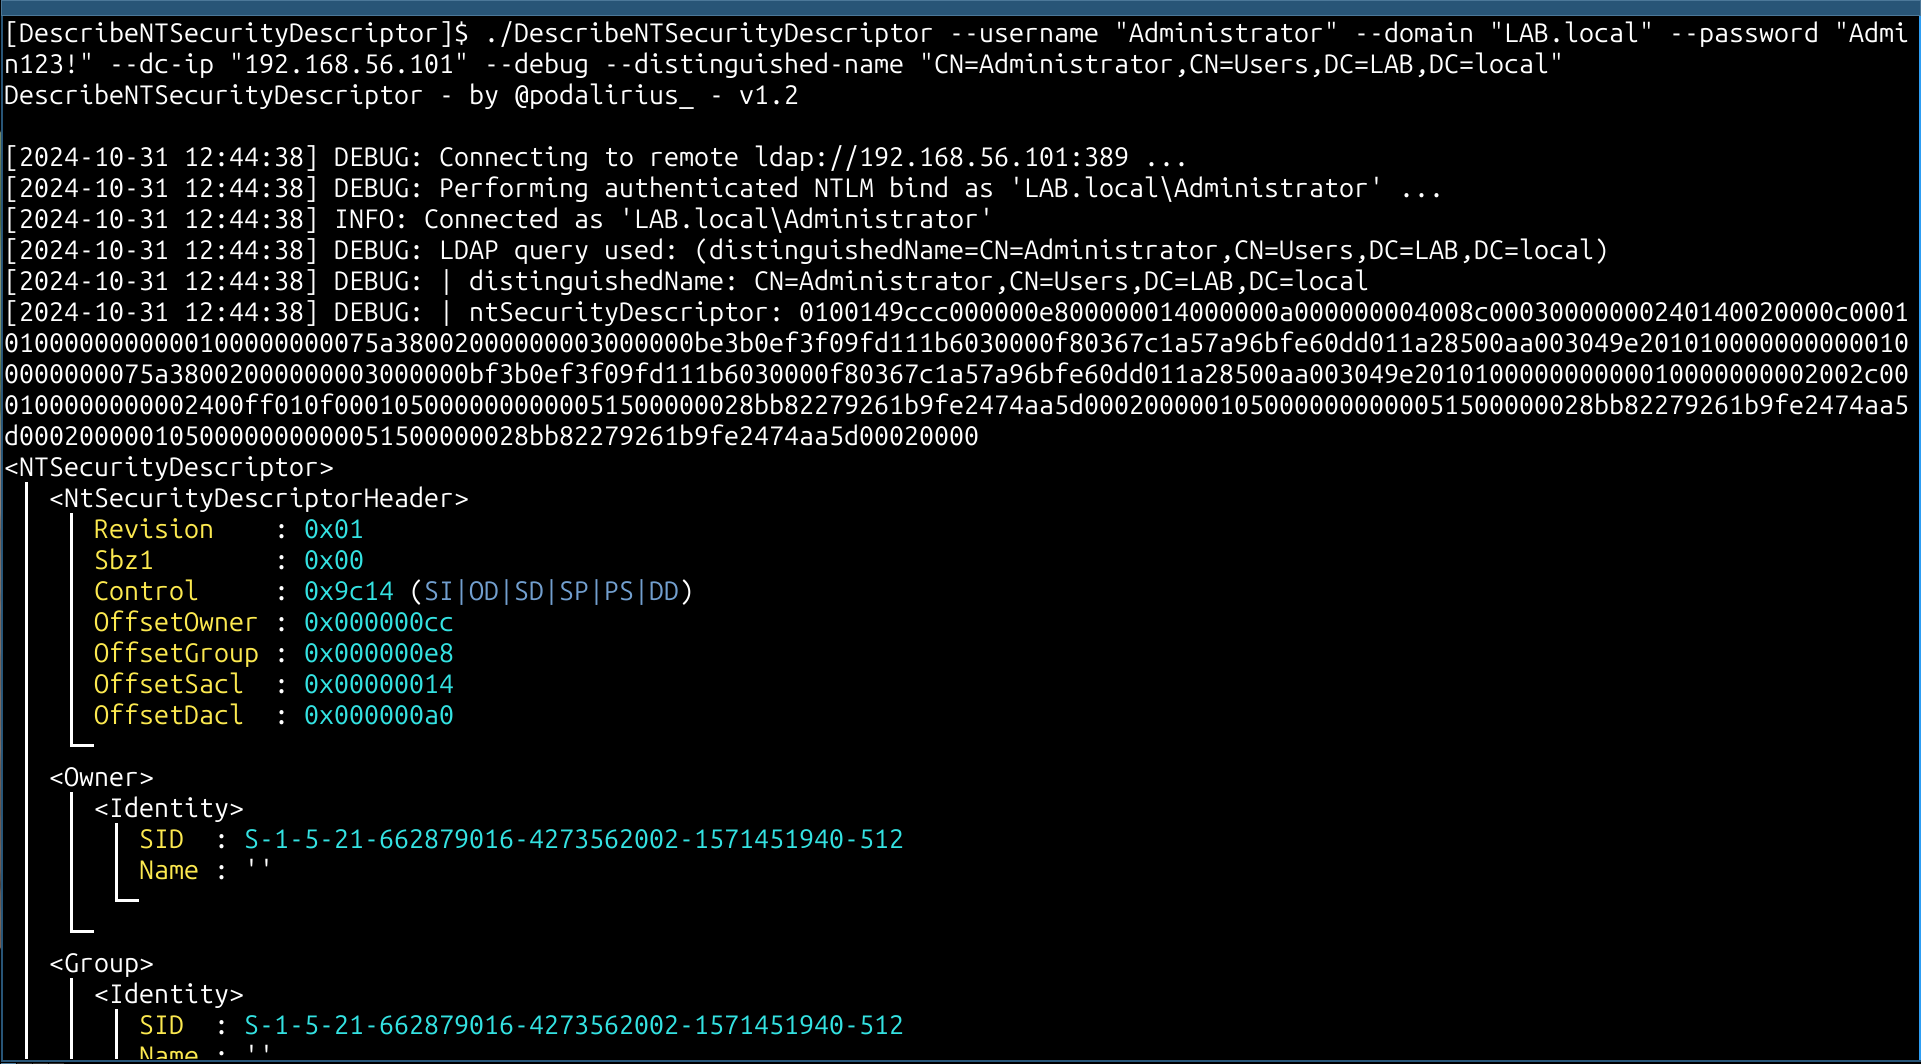 [DescribeNTSecurityDescriptor]$ ./DescribeNTSecurityDescriptor --username "Administrator" --domain "LAB.local" --password "Admi
n123!" --dc-ip "192.168.56.101" --debug --distinguished-name "CN=Administrator,CN=Users,DC=LAB,DC=local"
DescribeNTSecurityDescriptor - by @podalirius_ - v1.2
[2024-10-31 12:44:38] DEBUG: Connecting to remote ldap://192.168.56.101:389 ...
[2024-10-31 12:44:38] DEBUG: Performing authenticated NTLM bind as 'LAB.local\Administrator' ...
[2024-10-31 12:44:38] INFO: Connected as 'LAB.local\Administrator'
[2024-10-31 12:44:38] DEBUG: LDAP query used: (distinguishedName=CN=Administrator,CN=Users,DC=LAB,DC=local)
[2024-10-31 12:44:38] DEBUG: | distinguishedName: CN=Administrator,CN=Users,DC=LAB,DC=local
[2024-10-31 12:44:38] DEBUG: | ntSecurityDescriptor: 0100149ccc000000e800000014000000a000000004008c00030000000240140020000c0001
0100000000000100000000075a38002000000003000000be3b0ef3f09fd111b6030000f80367c1a57a96bfe60dd011a28500aa003049e201010000000000010
0000000075a38002000000003000000bf3b0ef3f09fd111b6030000f80367c1a57a96bfe60dd011a28500aa003049e201010000000000010000000002002c00
0100000000002400ff010f0001050000000000051500000028bb82279261b9fe2474aa5d0002000001050000000000051500000028bb82279261b9fe2474aa5
d0002000001050000000000051500000028bb82279261b9fe2474aa5d00020000
<NTSecurityDescriptor>
<NtSecurityDescriptorHeader>
Revision    : 0x01
Sbz1        : 0x00
Control     : 0x9c14 (SI|OD|SD|SP|PS|DD)
OffsetOwner : 0x000000cc
OffsetGroup : 0x000000e8
OffsetSacl  : 0x00000014
OffsetDacl  : 0x000000a0
<Owner>
<Identity>
SID  : S-1-5-21-662879016-4273562002-1571451940-512
Name : ''
<Group>
<Identity>
SID  : S-1-5-21-662879016-4273562002-1571451940-512
Name : ''